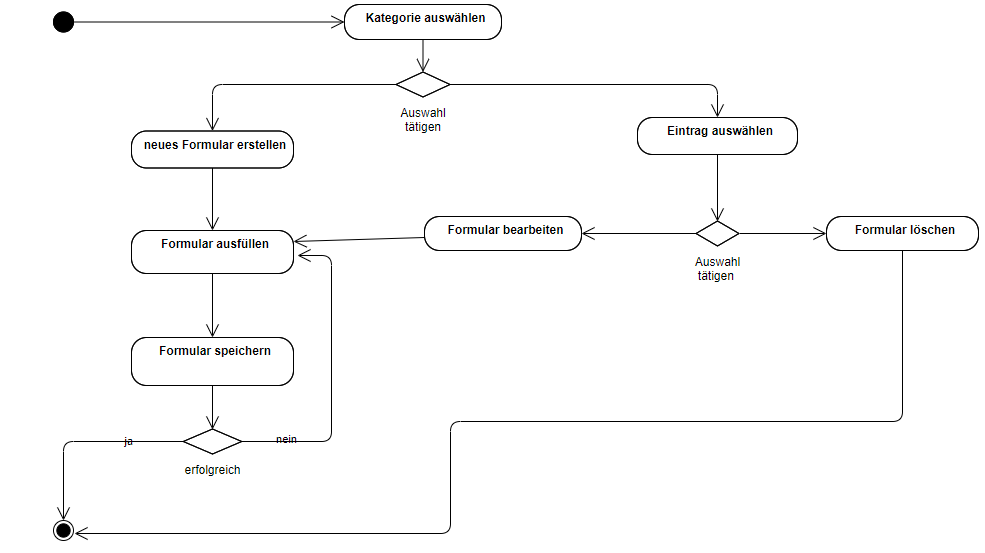 Kategorie auswählen
Auswahl
tätigen
neues Formular erstellen
Eintrag auswählen
Formular ausfüllen
Formular bearbeiten
Formular löschen
Auswahl
tätigen
Formular speichern
ja
nein
erfolgreich